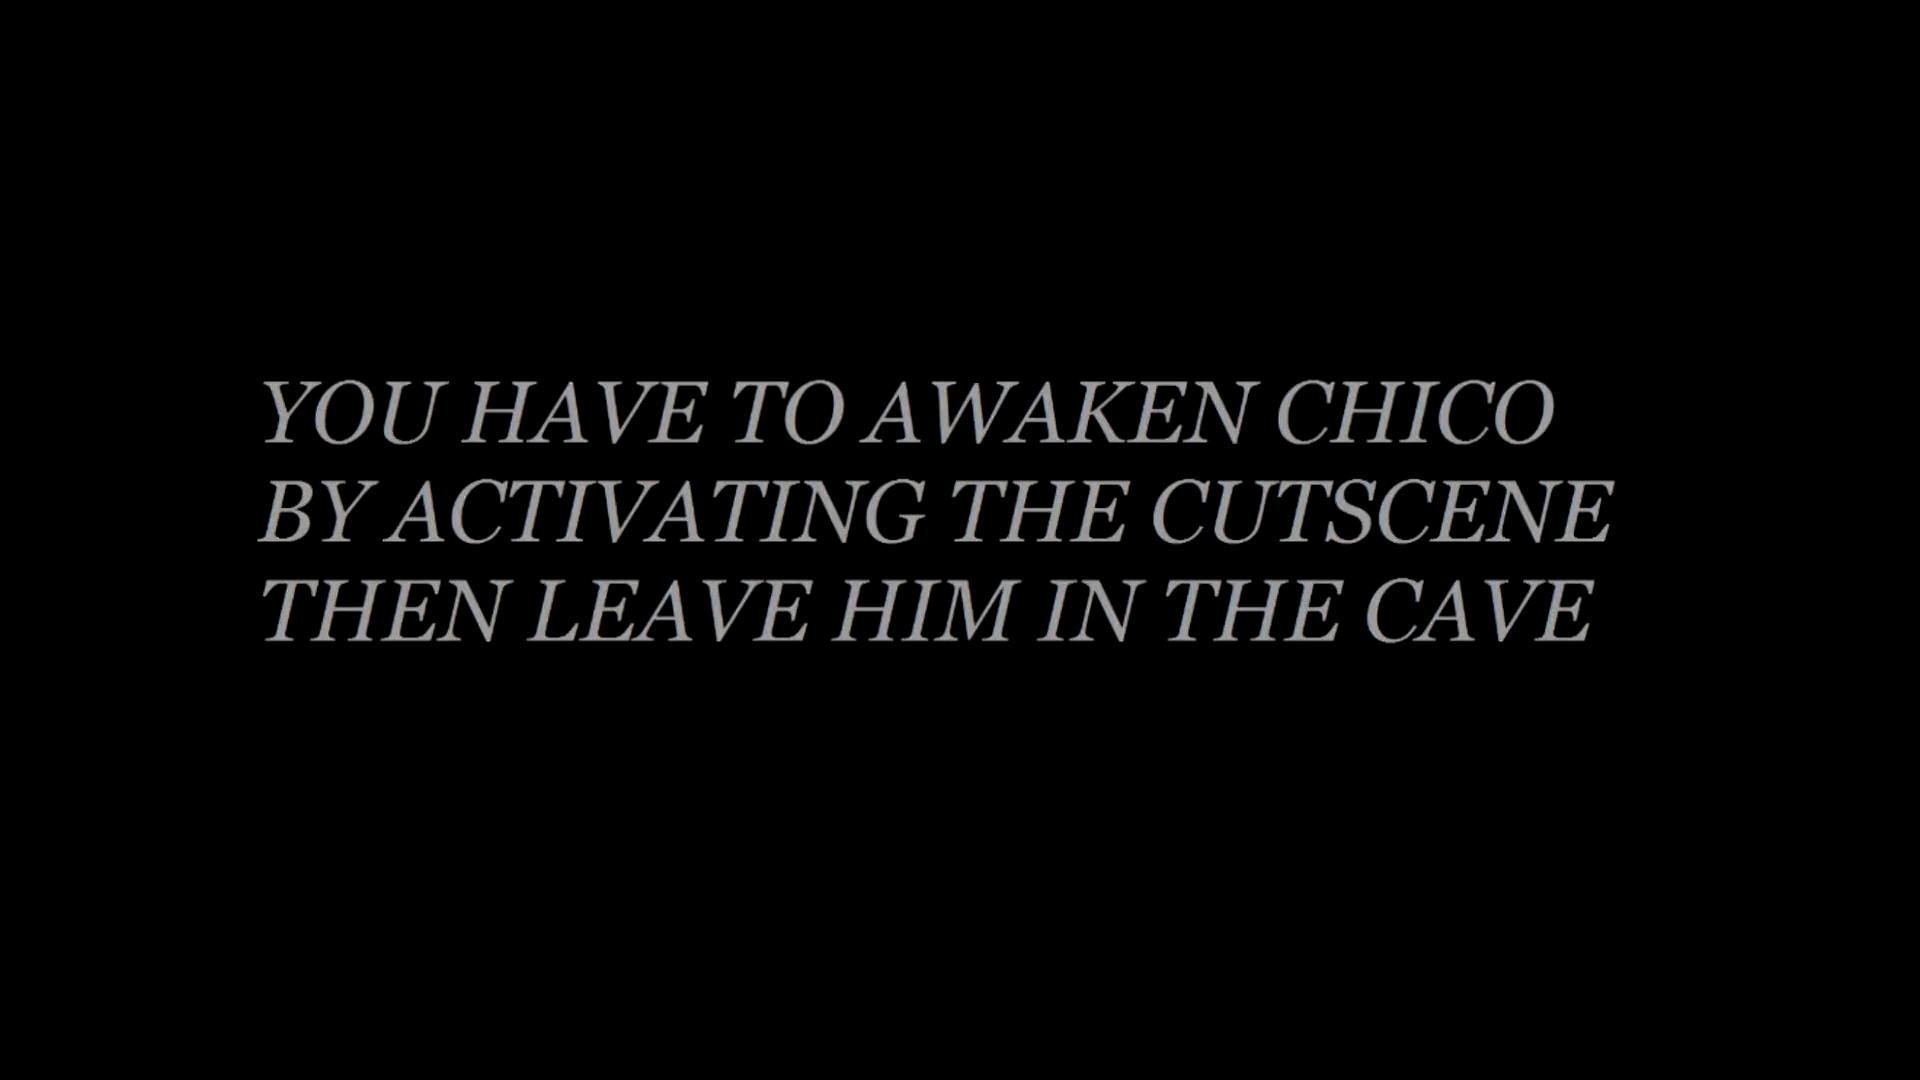 YOU HAVE TO AWAKEN CHICO
BY ACTIVATING THE CUTSCENE
THEN LEAVE HIM IN THE CAVE